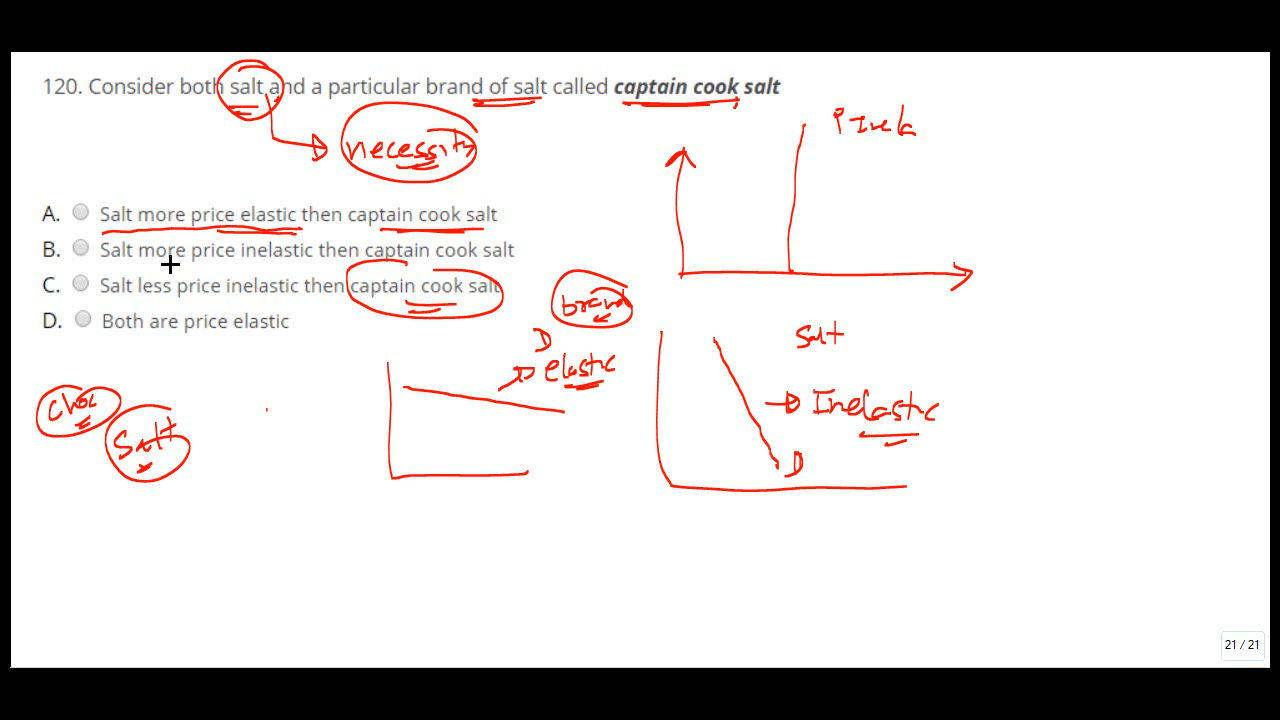 120. Consider both salt and a particular brand of salt called captain cook salt
P Inela
necessity
A. Salt more price elastic then captain cook salt
B. Salt more price inelastic then captain cook salt
C. Salt less price inelastic then captain cook salt
brand
D. Both are price elastic
D
Salt
elastic
Choc
Inelastic
Salt
D
21 / 21